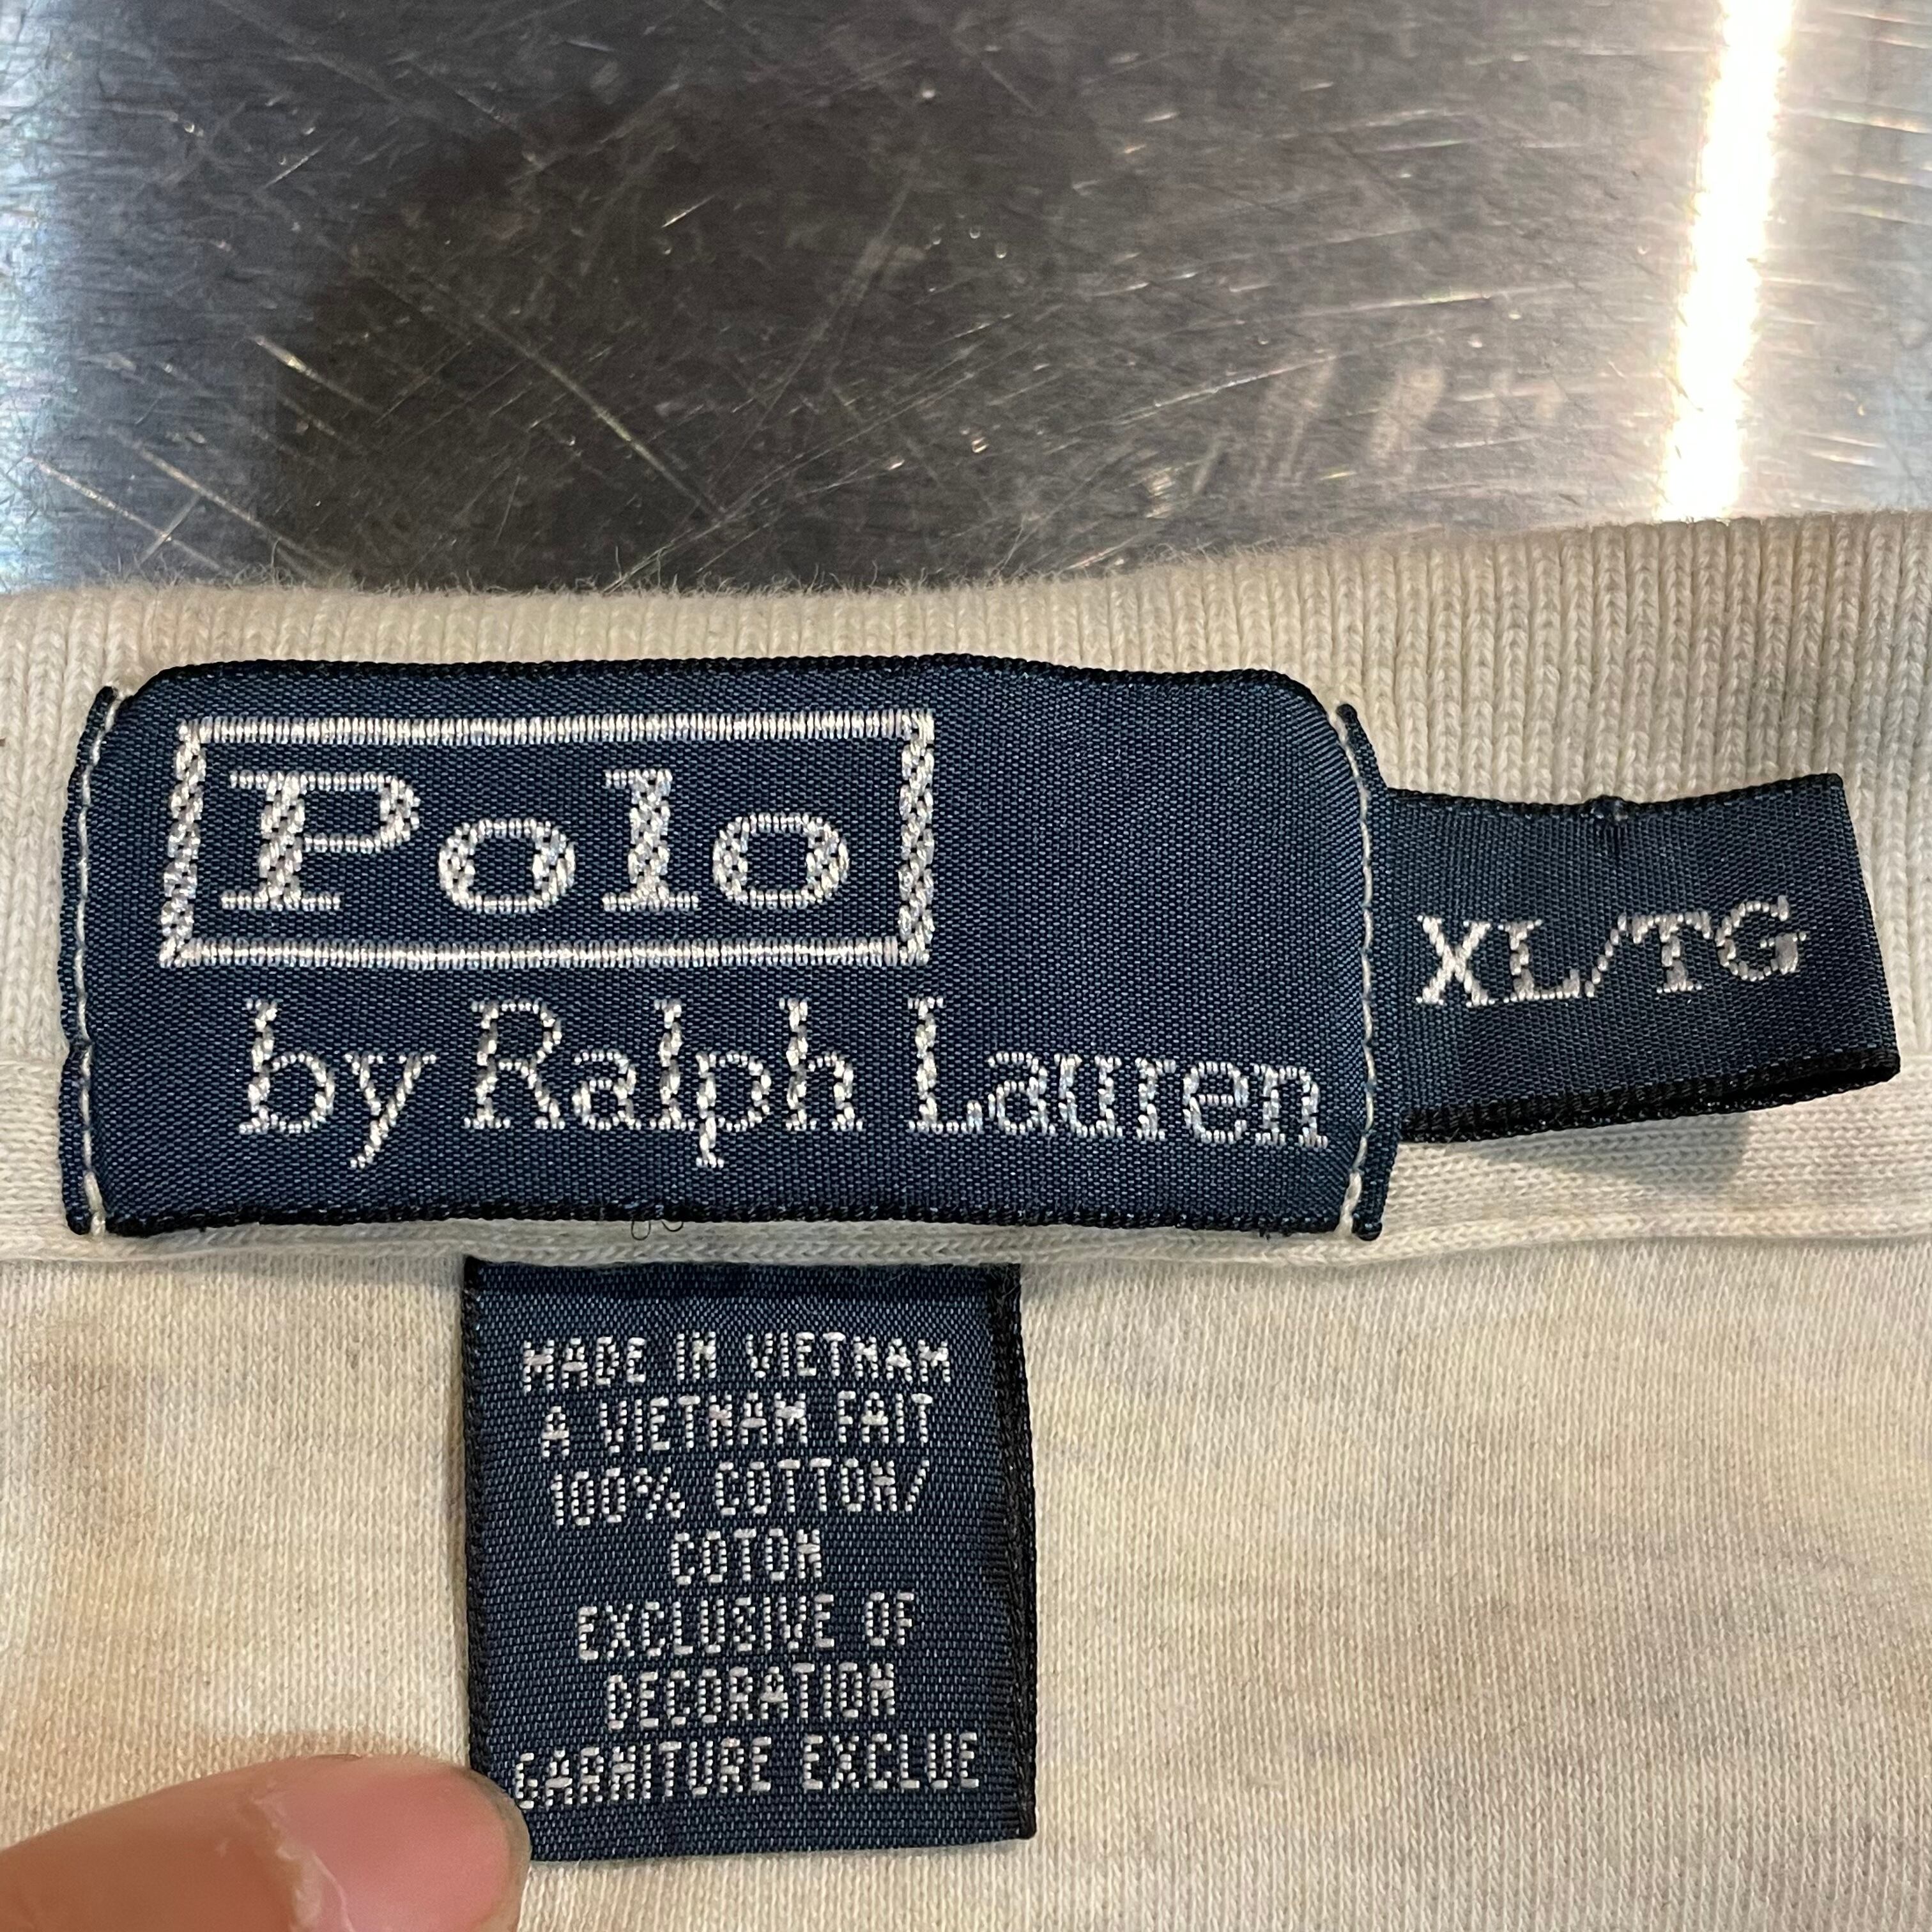 Polo
by Ralph Lauren
XL/TG
MADE IN VIETNAM
A VIETNAM FAIT
100% COTTON/
COTON
EXCLUSIVE OF
DECORATION
GARNITURE EXCLUE